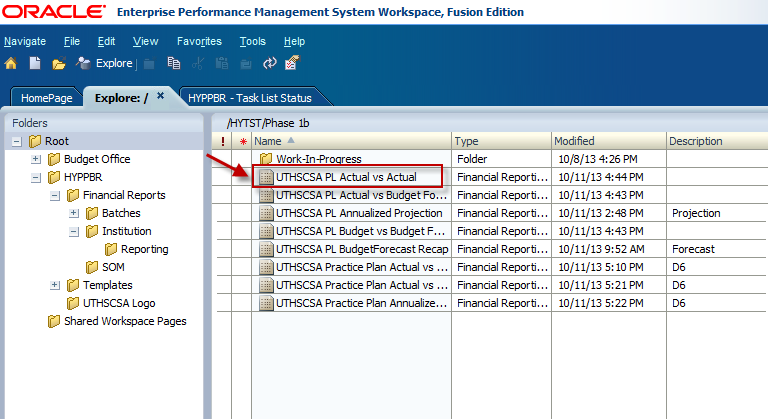 ORACLE Enterprise Performance Management System Workspace, Fusion Edition
Navigate File Edit View Favorites Tools Help
Explore
HomePage Explore: / × HYPPBR - Task List Status
Folders /HYTST/Phase 1b
Root ! * Name Type Modified Description
Budget Office Work-In-Progress Folder 10/8/13 4:26 PM
HYPPBR UTHSCSA PL Actual vs Actual Financial Reporti... 10/11/13 4:44 PM
Financial Reports UTHSCSA PL Actual vs Budget Fo... Financial Reporti... 10/11/13 4:43 PM
Batches UTHSCSA PL Annualized Projection Financial Reporti... 10/11/13 2:48 PM Projection
Institution UTHSCSA PL Budget vs Budget F... Financial Reporti... 10/11/13 4:43 PM
Reporting UTHSCSA PL BudgetForecast Recap Financial Reporti... 10/11/13 9:52 AM Forecast
SOM UTHSCSA Practice Plan Actual vs ... Financial Reporti... 10/11/13 5:10 PM D6
Templates UTHSCSA Practice Plan Actual vs ... Financial Reporti... 10/11/13 5:21 PM D6
UTHSCSA Logo UTHSCSA Practice Plan Annualize... Financial Reporti... 10/11/13 5:22 PM D6
Shared Workspace Pages